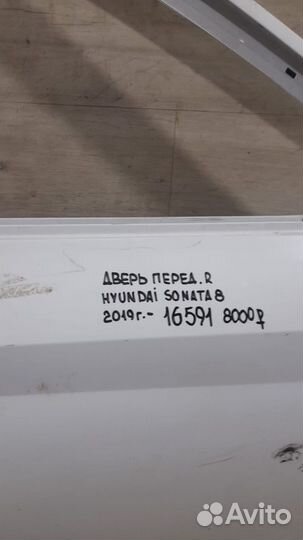 ДВЕРЬ ПЕРЕД. R
HYUNDAI SONATA 8
2019г.- 16591 8000₽
Avito